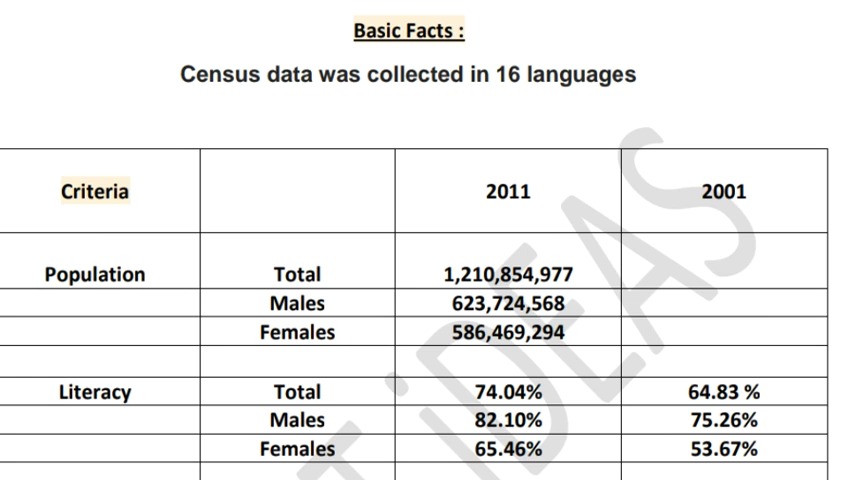 Basic Facts :
Census data was collected in 16 languages
Criteria 2011 2001
Population Total 1,210,854,977
Males 623,724,568
Females 586,469,294
Literacy Total 74.04% 64.83 %
Males 82.10% 75.26%
Females 65.46% 53.67%
iDEAS